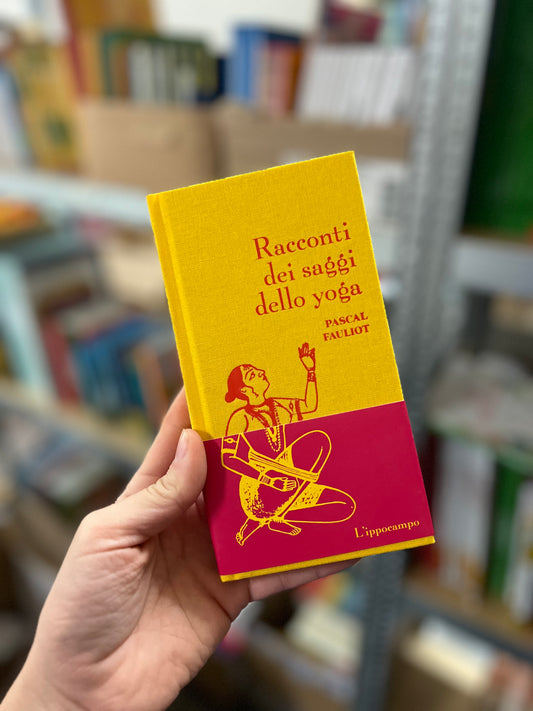 Racconti
dei saggi
dello yoga
PASCAL
FAULIOT
L'ippocampo